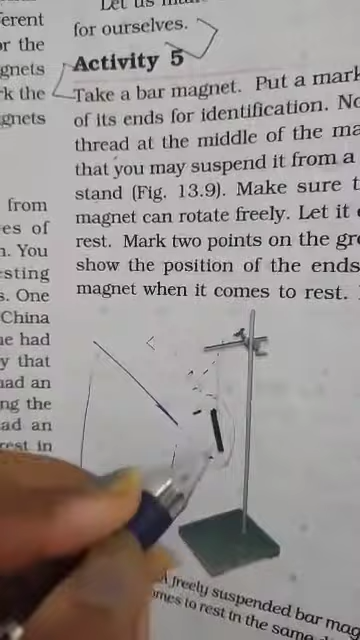 erent
or the
gnets
k the
gnets
from
es of
n. You
esting
s. One
China
e had
y that
had an
ng the
ad an
rest in
Let us
for ourselves.
Activity 5
Take a bar magnet. Put a mark
of its ends for identification. No
thread at the middle of the ma
that you may suspend it from a
stand (Fig. 13.9). Make sure t
magnet can rotate freely. Let it
rest. Mark two points on the gro
show the position of the ends
magnet when it comes to rest.
A freely suspended bar mag
omes to rest in the same